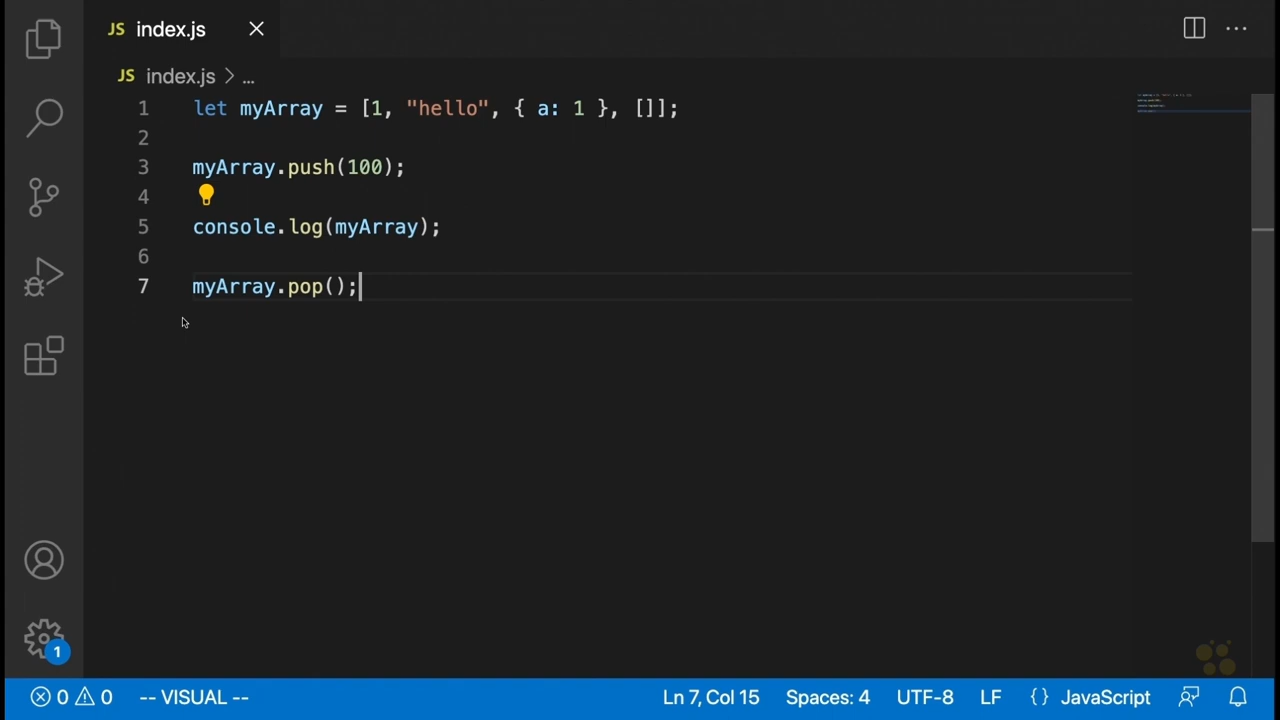 JS index.js
JS index.js > ...
1 let myArray = [1, "hello", { a: 1 }, []];
2
3 myArray.push(100);
4
5 console.log(myArray);
6
7 myArray.pop();
1
0 0 -- VISUAL -- Ln 7, Col 15 Spaces: 4 UTF-8 LF {} JavaScript